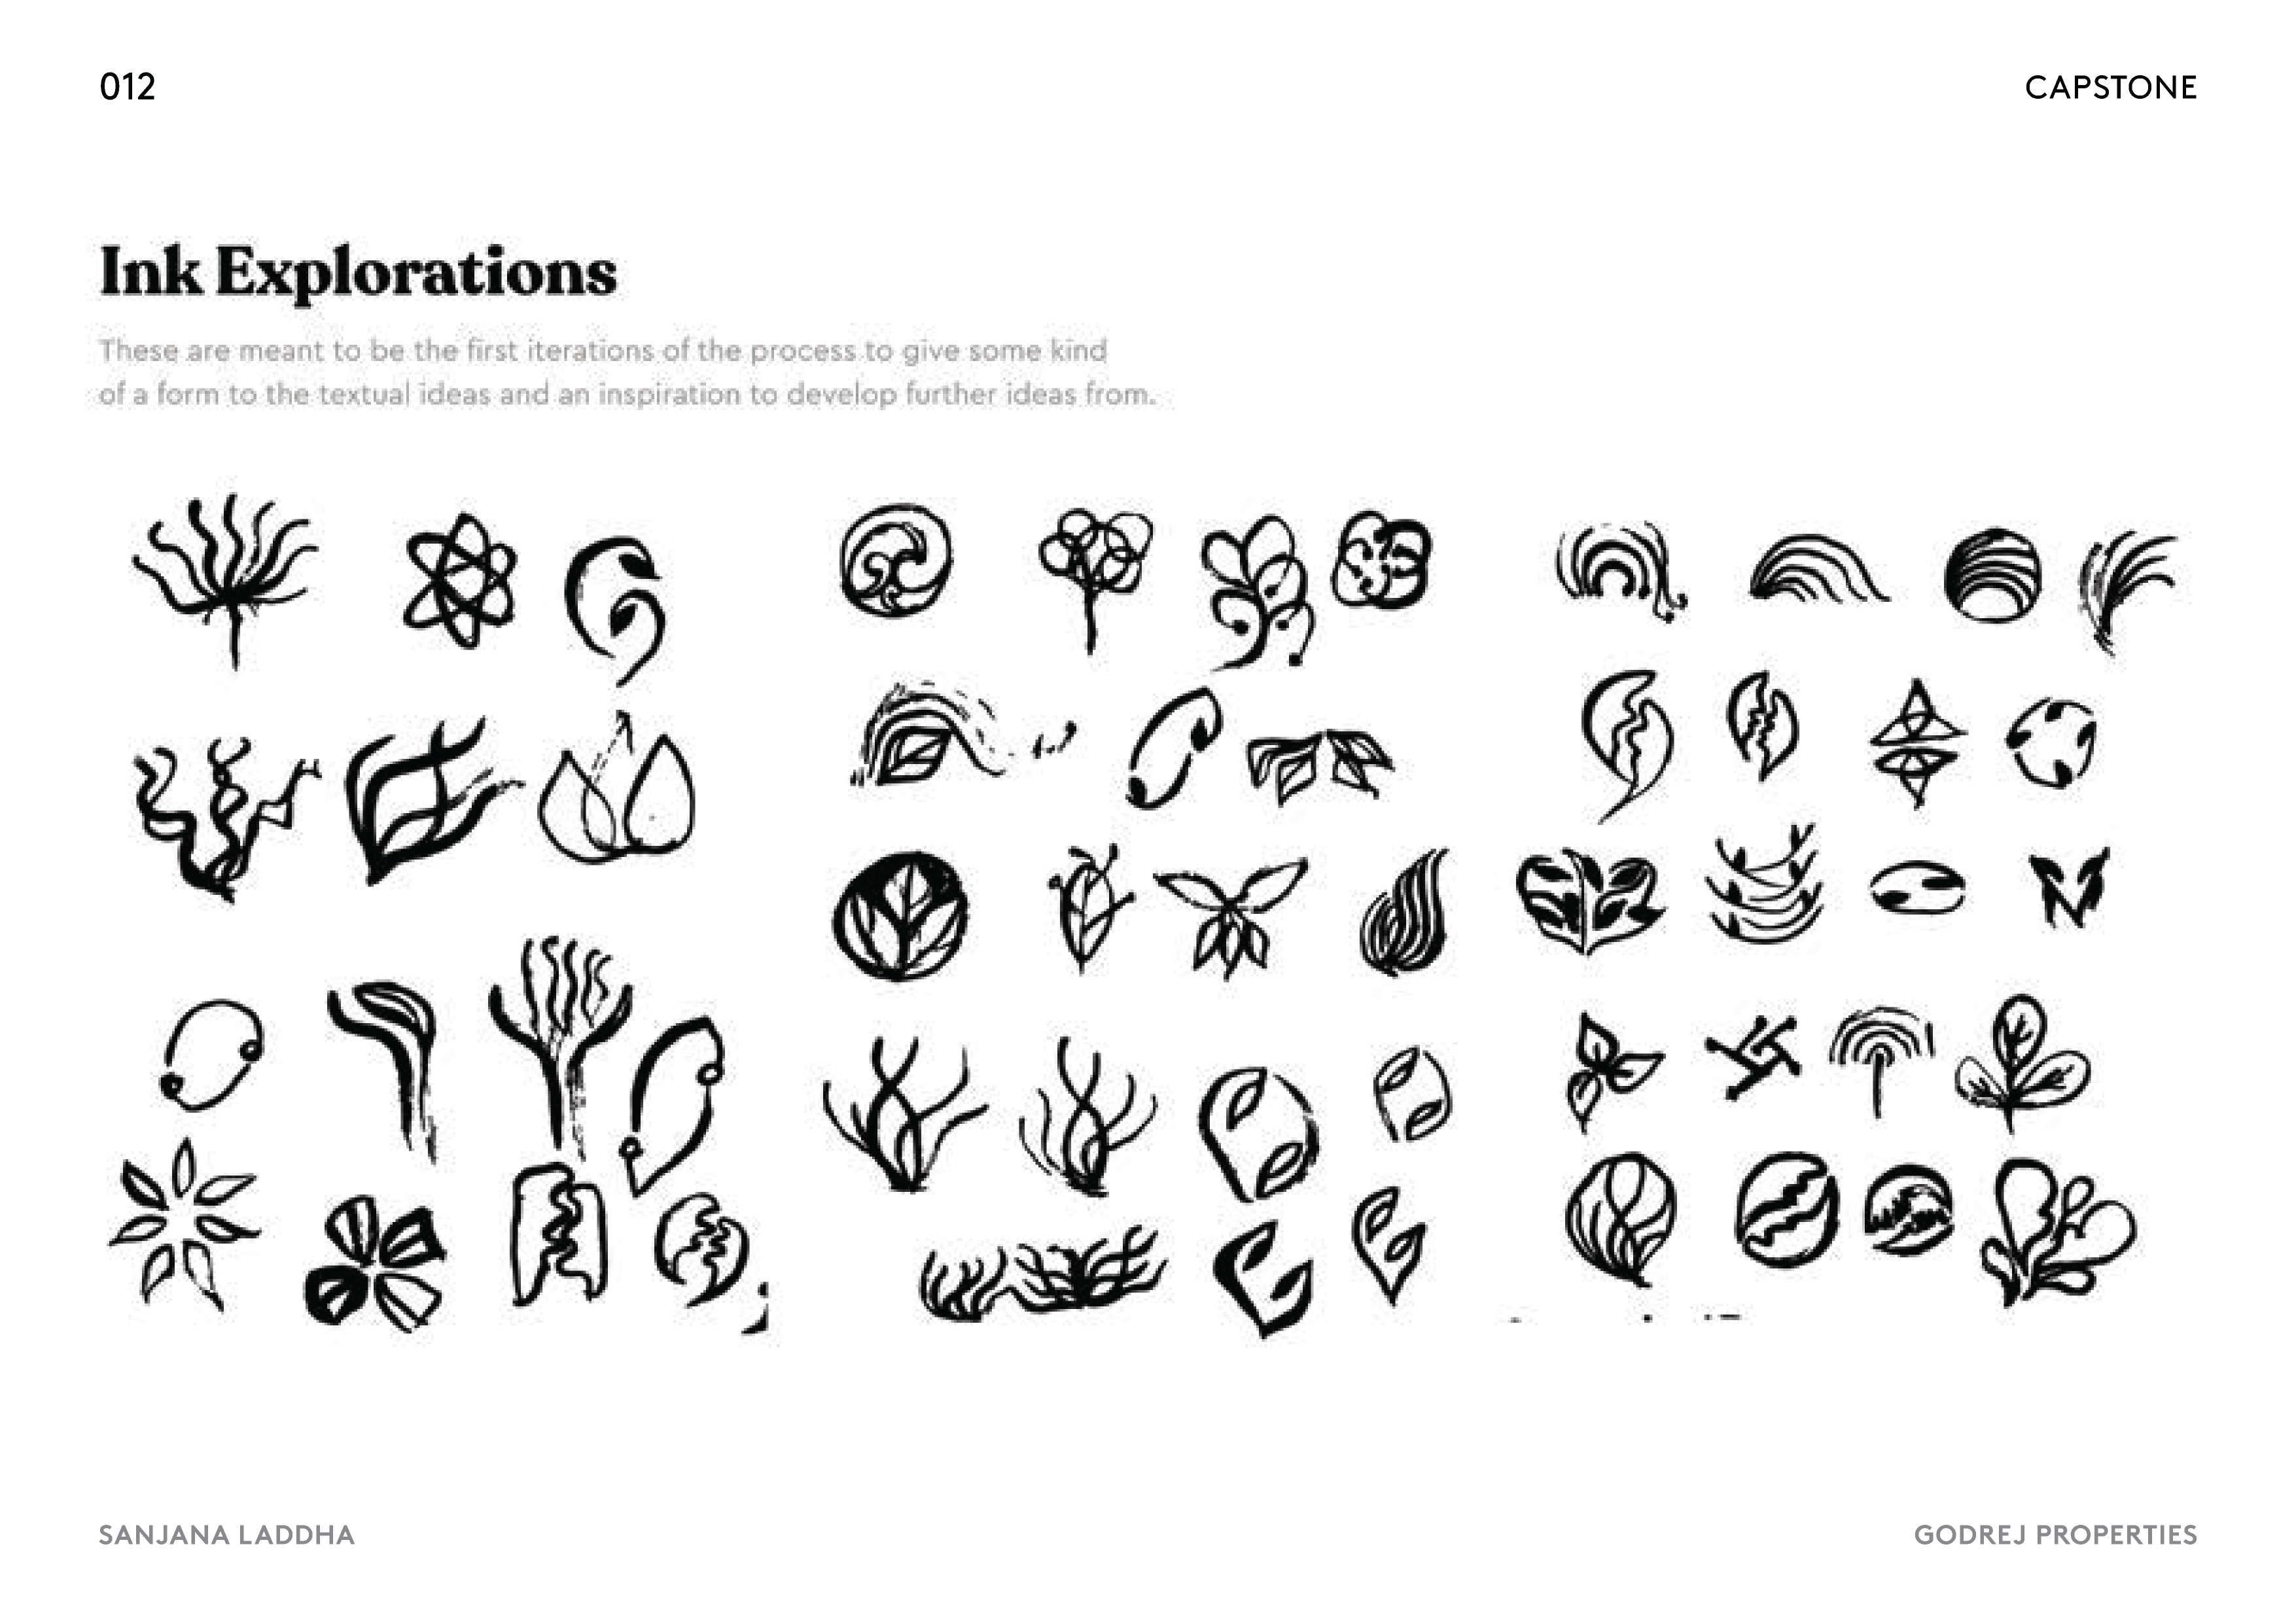 012
CAPSTONE
Ink Explorations
These are meant to be the first iterations of the process to give some kind
of a form to the textual ideas and an inspiration to develop further ideas from.
SANJANA LADDHA
GODREJ PROPERTIES